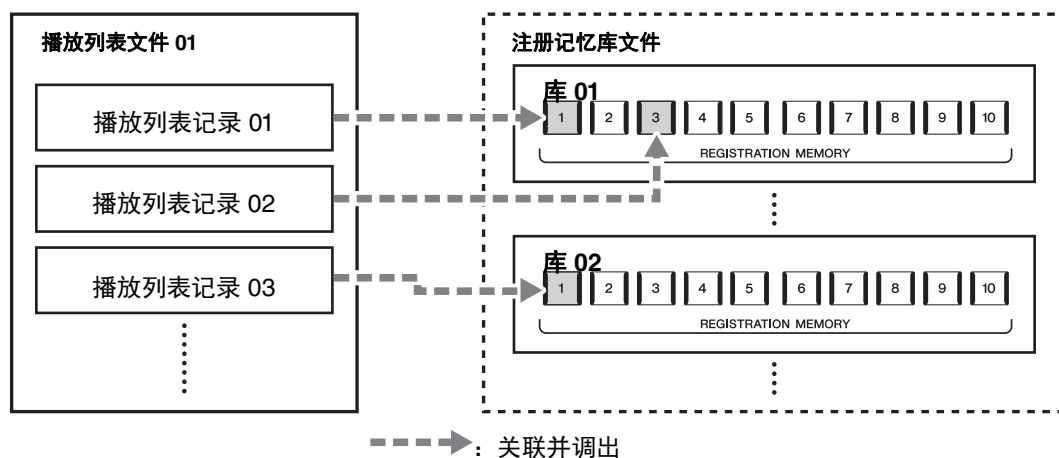 播放列表文件 01
播放列表记录 01
播放列表记录 02
播放列表记录 03
注册记忆库文件
库 01
1 2 3 4 5 6 7 8 9 10
REGISTRATION MEMORY
库 02
1 2 3 4 5 6 7 8 9 10
REGISTRATION MEMORY
：关联并调出